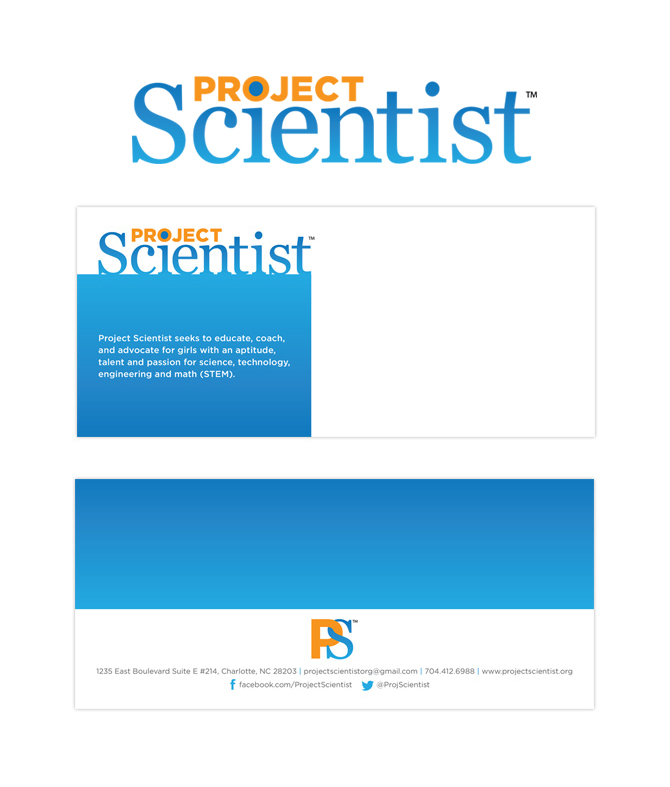 PROJECT
Scientist™
PROJECT
Scientist™
Project Scientist seeks to educate, coach,
and advocate for girls with an aptitude,
talent and passion for science, technology,
engineering and math (STEM).
PS™
1235 East Boulevard Suite E #214, Charlotte, NC 28203 | projectscientistorg@gmail.com | 704.412.6988 | www.projectscientist.org
facebook.com/ProjectScientist @ProjScientist